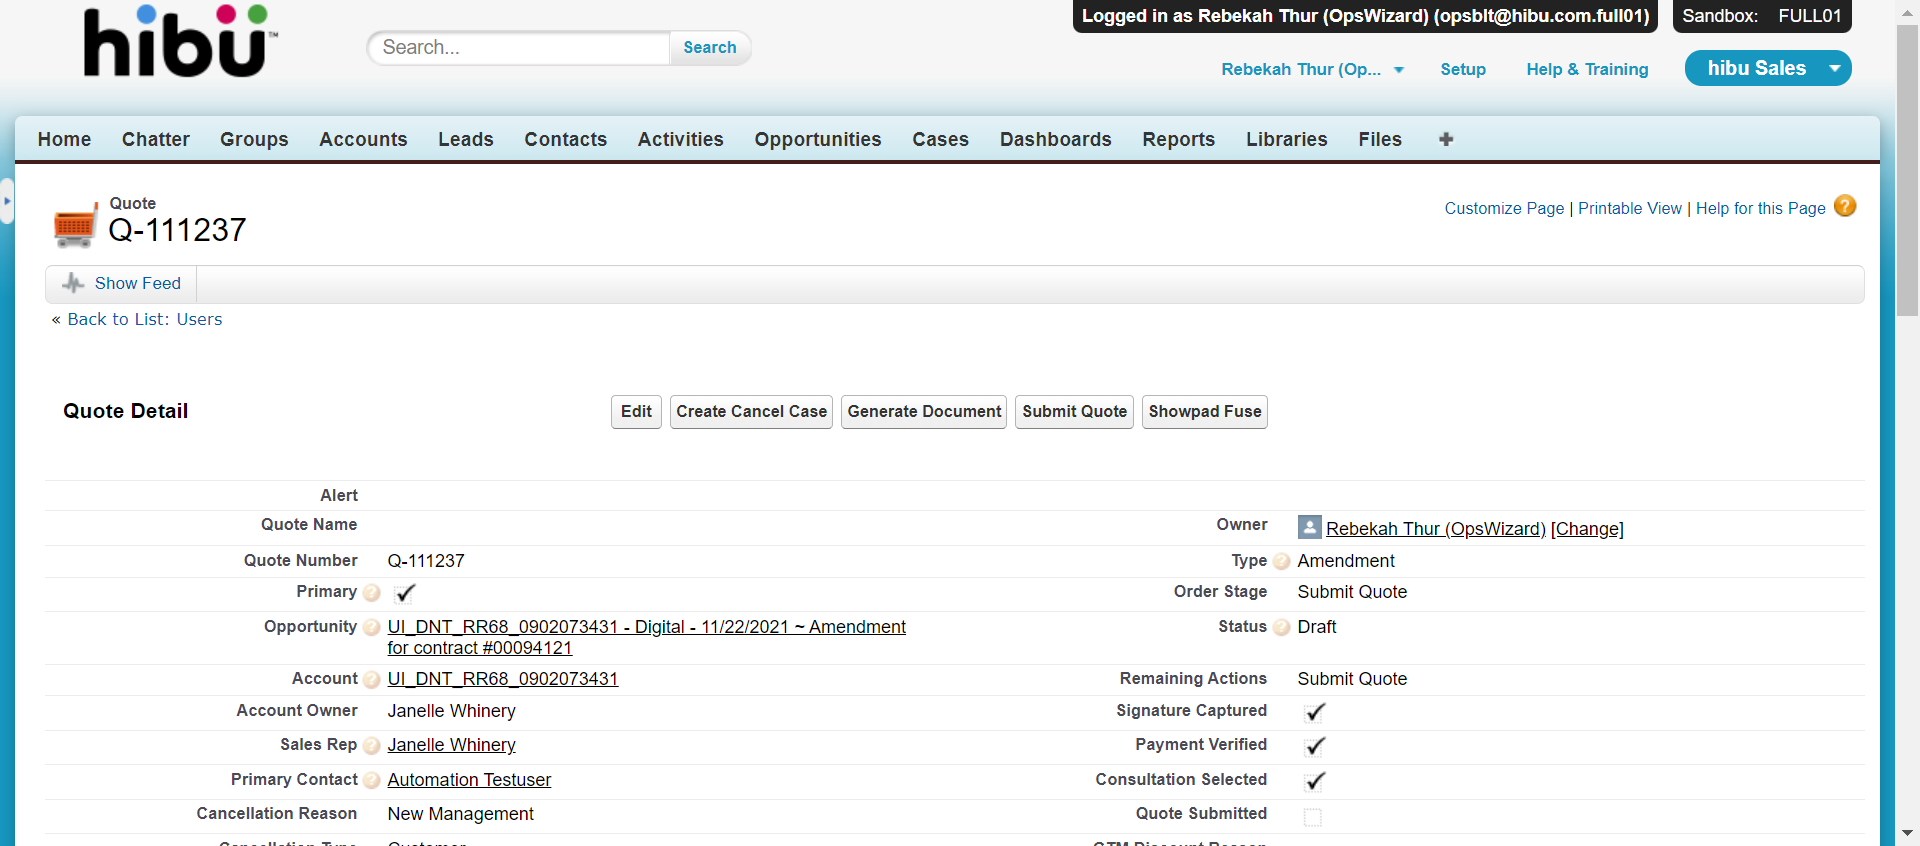 Logged in as Rebekah Thur (OpsWizard) (opsblt@hibu.com.full01)
Sandbox: FULL01
hibu™
Search...
Search
Rebekah Thur (Op...
Setup
Help & Training
hibu Sales
Home Chatter Groups Accounts Leads Contacts Activities Opportunities Cases Dashboards Reports Libraries Files
Quote
Q-111237
Customize Page | Printable View | Help for this Page ?
Show Feed
« Back to List: Users
Quote Detail
Edit
Create Cancel Case
Generate Document
Submit Quote
Showpad Fuse
Alert
Quote Name
Owner Rebekah Thur (OpsWizard) [Change]
Quote Number Q-111237
Type ? Amendment
Primary ?
Order Stage Submit Quote
Opportunity ? UI_DNT_RR68_0902073431 - Digital - 11/22/2021 ~ Amendment
for contract #00094121
Status ? Draft
Account ? UI_DNT_RR68_0902073431
Remaining Actions Submit Quote
Account Owner Janelle Whinery
Signature Captured
Sales Rep ? Janelle Whinery
Payment Verified
Primary Contact ? Automation Testuser
Consultation Selected
Cancellation Reason New Management
Quote Submitted
Cancellation Type Customer
GTM Discount Reason